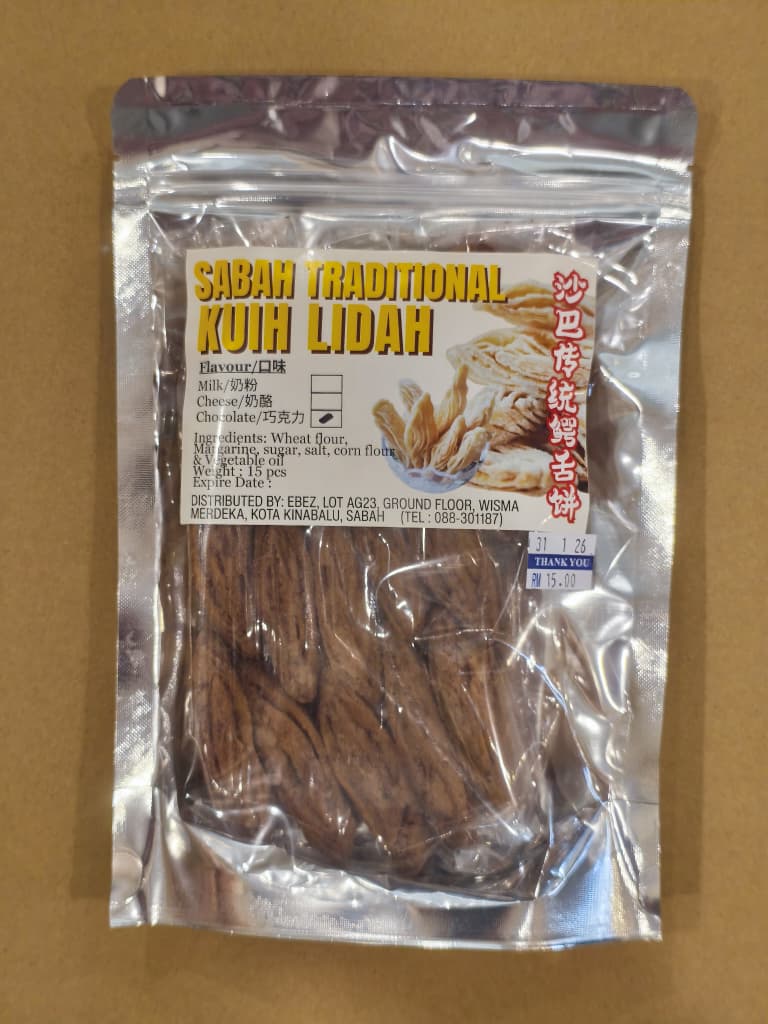 SABAH TRADITIONAL
KUIH LIDAH
沙巴传统鳄舌饼
Flavour/口味
Milk/奶粉
Cheese/奶酪
Chocolate/巧克力
Ingredients: Wheat flour,
Margarine, sugar, salt, corn flour
& Vegetable oil
Weight : 15 pcs
Expire Date :
DISTRIBUTED BY: EBEZ, LOT AG23, GROUND FLOOR, WISMA
MERDEKA, KOTA KINABALU, SABAH (TEL : 088-301187)
31 1 26
THANK YOU
RM 15.00